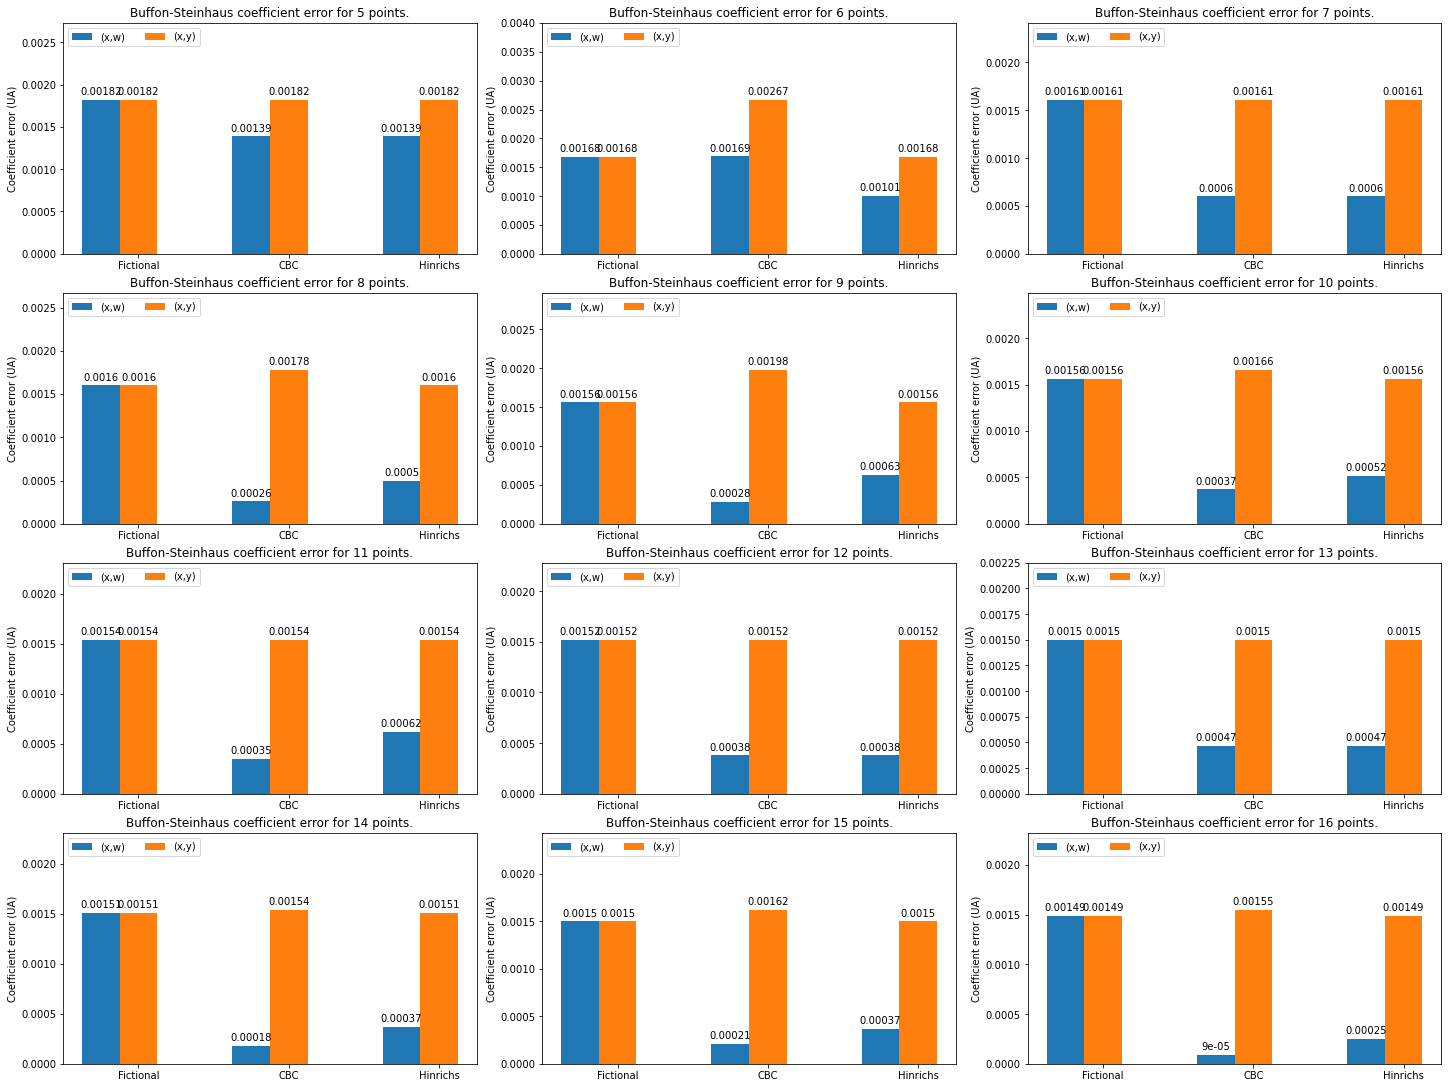 Buffon-Steinhaus coefficient error for 5 points.
(x,w) (x,y)
Coefficient error (UA)
0.0025
0.0020
0.0015
0.0010
0.0005
0.0000
0.00182 0.00182 0.00139 0.00182 0.00139 0.00182
Fictional CBC Hinrichs
Buffon-Steinhaus coefficient error for 6 points.
(x,w) (x,y)
Coefficient error (UA)
0.0040
0.0035
0.0030
0.0025
0.0020
0.0015
0.0010
0.0005
0.0000
0.00168 0.00168 0.00169 0.00267 0.00101 0.00168
Fictional CBC Hinrichs
Buffon-Steinhaus coefficient error for 7 points.
(x,w) (x,y)
Coefficient error (UA)
0.0020
0.0015
0.0010
0.0005
0.0000
0.00161 0.00161 0.0006 0.00161 0.0006 0.00161
Fictional CBC Hinrichs
Buffon-Steinhaus coefficient error for 8 points.
(x,w) (x,y)
Coefficient error (UA)
0.0025
0.0020
0.0015
0.0010
0.0005
0.0000
0.0016 0.0016 0.00026 0.00178 0.0005 0.0016
Fictional CBC Hinrichs
Buffon-Steinhaus coefficient error for 9 points.
(x,w) (x,y)
Coefficient error (UA)
0.0025
0.0020
0.0015
0.0010
0.0005
0.0000
0.00156 0.00156 0.00028 0.00198 0.00063 0.00156
Fictional CBC Hinrichs
Buffon-Steinhaus coefficient error for 10 points.
(x,w) (x,y)
Coefficient error (UA)
0.0020
0.0015
0.0010
0.0005
0.0000
0.00156 0.00156 0.00037 0.00166 0.00052 0.00156
Fictional CBC Hinrichs
Buffon-Steinhaus coefficient error for 11 points.
(x,w) (x,y)
Coefficient error (UA)
0.0020
0.0015
0.0010
0.0005
0.0000
0.00154 0.00154 0.00035 0.00154 0.00062 0.00154
Fictional CBC Hinrichs
Buffon-Steinhaus coefficient error for 12 points.
(x,w) (x,y)
Coefficient error (UA)
0.0020
0.0015
0.0010
0.0005
0.0000
0.00152 0.00152 0.00038 0.00152 0.00038 0.00152
Fictional CBC Hinrichs
Buffon-Steinhaus coefficient error for 13 points.
(x,w) (x,y)
Coefficient error (UA)
0.00225
0.00200
0.00175
0.00150
0.00125
0.00100
0.00075
0.00050
0.00025
0.00000
0.0015 0.0015 0.00047 0.0015 0.00047 0.0015
Fictional CBC Hinrichs
Buffon-Steinhaus coefficient error for 14 points.
(x,w) (x,y)
Coefficient error (UA)
0.0020
0.0015
0.0010
0.0005
0.0000
0.00151 0.00151 0.00018 0.00154 0.00037 0.00151
Fictional CBC Hinrichs
Buffon-Steinhaus coefficient error for 15 points.
(x,w) (x,y)
Coefficient error (UA)
0.0020
0.0015
0.0010
0.0005
0.0000
0.0015 0.0015 0.00021 0.00162 0.00037 0.0015
Fictional CBC Hinrichs
Buffon-Steinhaus coefficient error for 16 points.
(x,w) (x,y)
Coefficient error (UA)
0.0020
0.0015
0.0010
0.0005
0.0000
0.00149 0.00149 9e-05 0.00155 0.00025 0.00149
Fictional CBC Hinrichs